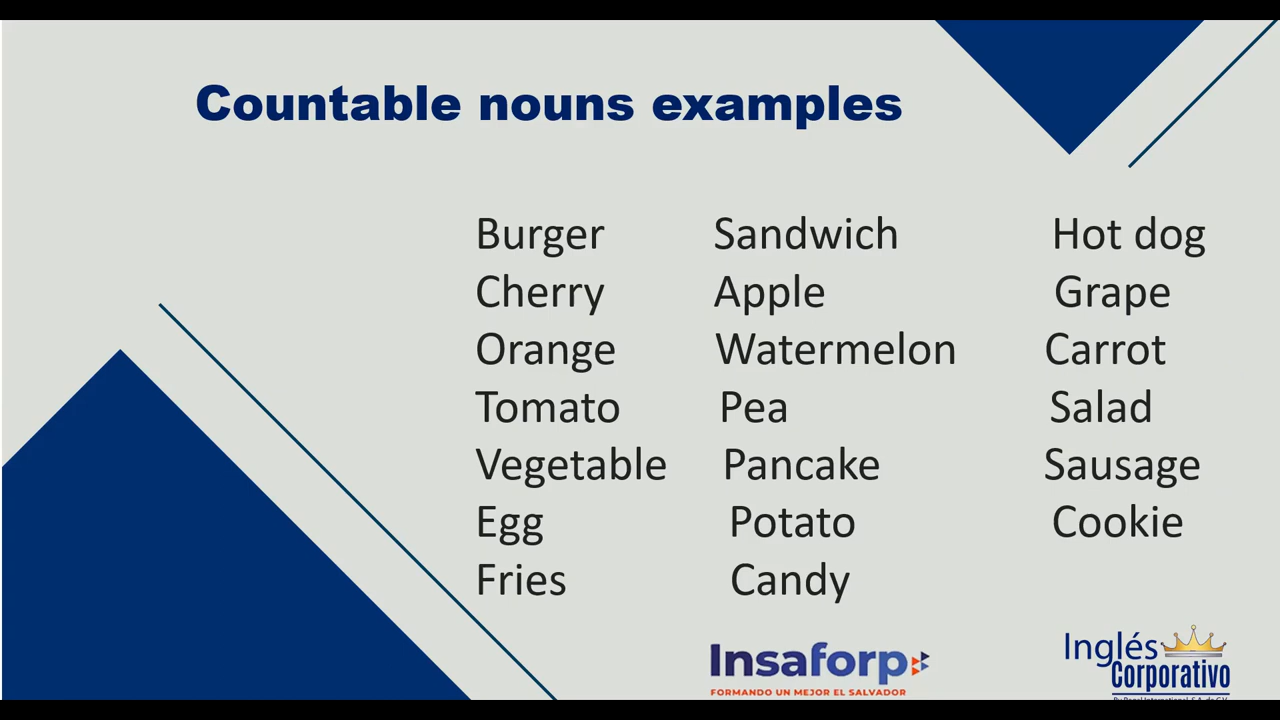 Countable nouns examples
Burger Sandwich Hot dog
Cherry Apple Grape
Orange Watermelon Carrot
Tomato Pea Salad
Vegetable Pancake Sausage
Egg Potato Cookie
Fries Candy
Insaforp
FORMANDO UN MEJOR EL SALVADOR
Inglés
Corporativo